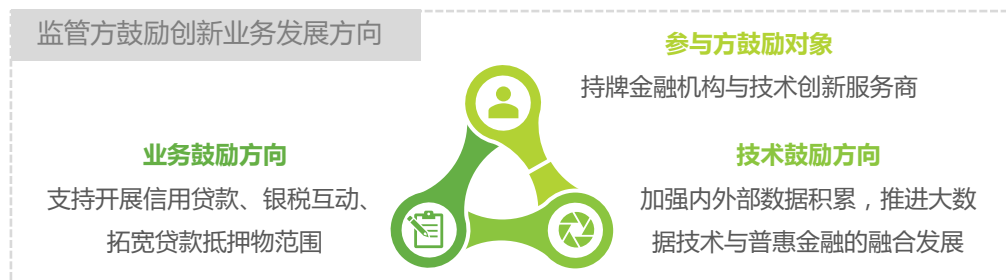 监管方鼓励创新业务发展方向
参与方鼓励对象
持牌金融机构与技术创新服务商
业务鼓励方向
支持开展信用贷款、银税互动、
拓宽贷款抵押物范围
技术鼓励方向
加强内外部数据积累，推进大数
据技术与普惠金融的融合发展